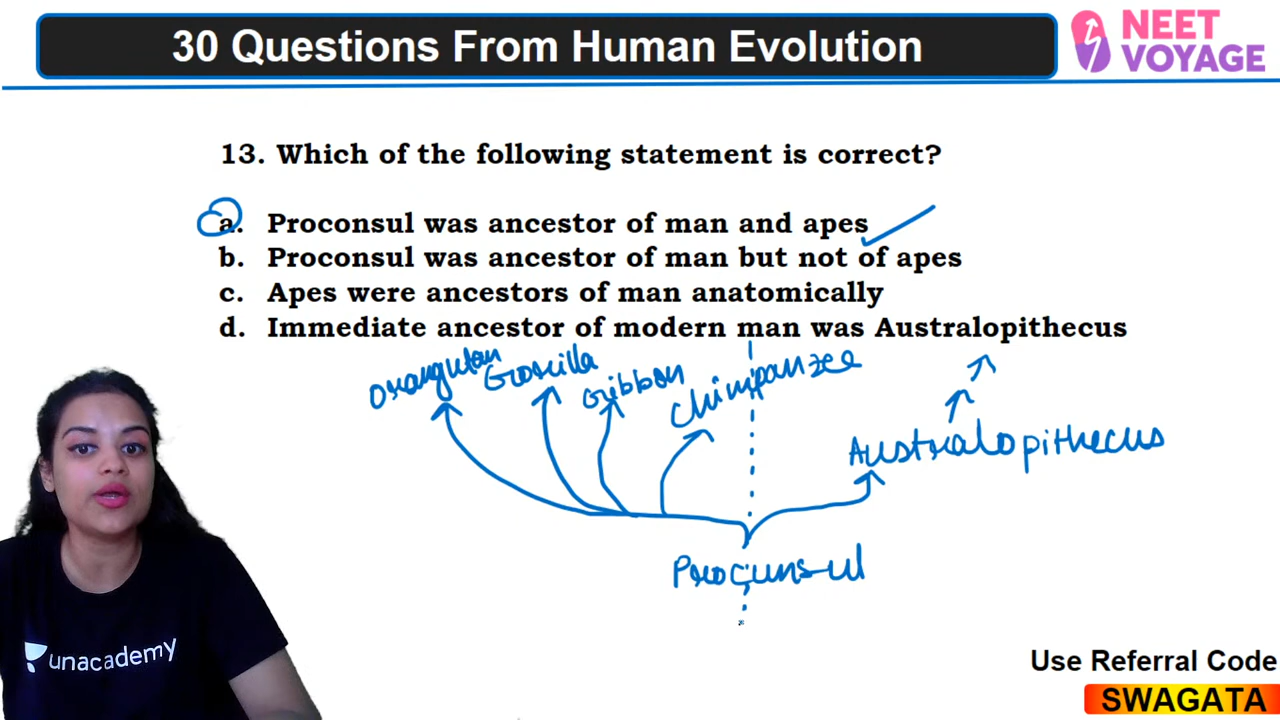 30 Questions From Human Evolution
NEET
VOYAGE
13. Which of the following statement is correct?
a. Proconsul was ancestor of man and apes
b. Proconsul was ancestor of man but not of apes
c. Apes were ancestors of man anatomically
d. Immediate ancestor of modern man was Australopithecus
Orangutan Gorilla Gibbon Chimpanzee
Australopithecus
Proconsul
unacademy
Use Referral Code
SWAGATA